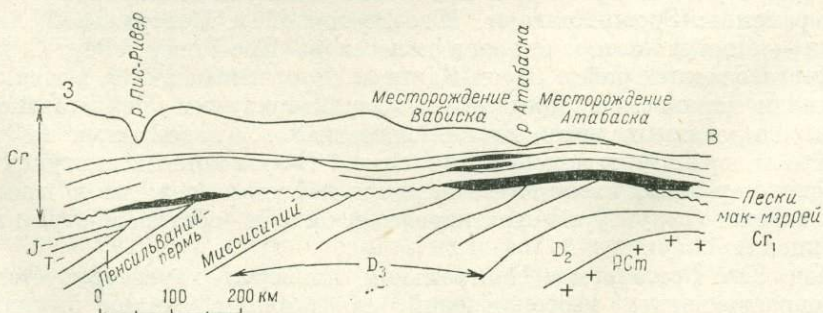 З
р. Пис-Ривер
Месторождение
Вабиска
р. Атабаска
Месторождение
Атабаска
В
Cr
Пески
мак-мэррей
Cr₁
J
T
Пенсильваний-
пермь
Миссисипий
D₃
D₂
PCm
0 100 200 км